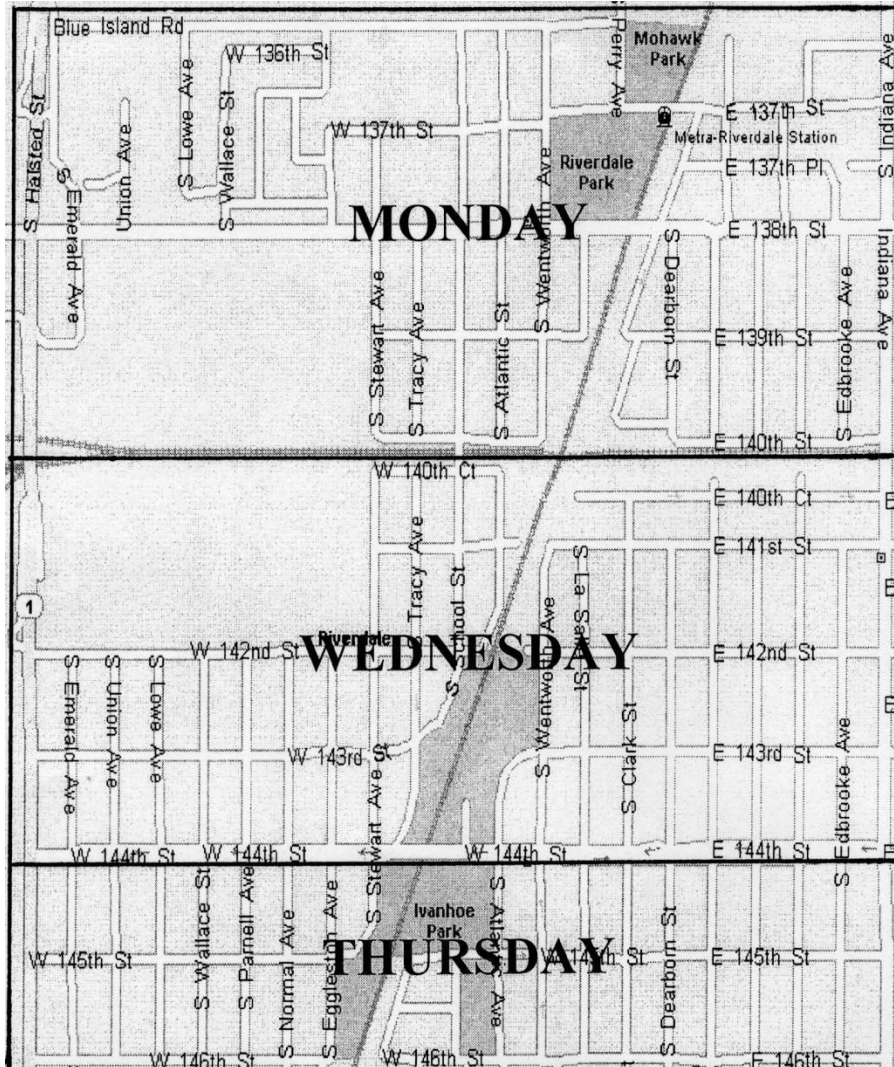 Blue Island Rd
Mohawk
Park
W 136th St
S Perry Ave
S Lowe Ave
S Wallace St
Union Ave
S Halsted St
S Emerald Ave
W 137th St
E 137th St
Metra-Riverdale Station
Riverdale
Park
E 137th Pl
S Indiana Ave
MONDAY
E 138th St
Indiana Ave
S Wentworth Ave
S Dearborn St
S Stewart Ave
S Tracy Ave
S Atlantic St
E 139th St
S Edbrooke Ave
E 140th St
W 140th Ct
E 140th Ct
Tracy Ave
S School St
E 141st St
S La Salle St
1
Riverdale
W 142nd St
WEDNESDAY
E 142nd St
S Emerald Ave
S Union Ave
S Lowe Ave
S Wentworth Ave
S Clark St
W 143rd St
E 143rd St
S Edbrooke Ave
S Stewart Ave
W 144th St
W 144th St
W 144th St
E 144th St
S Wallace St
S Parnell Ave
S Normal Ave
S Eggleston Ave
Ivanhoe
Park
S Atlantic Ave
S Dearborn St
W 145th St
THURSDAY
W 145th St
E 145th St
W 146th St
W 146th St
E 146th St